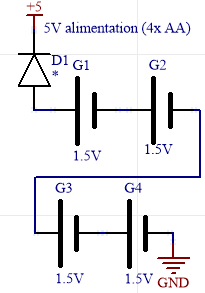 +5
5V alimentation (4x AA)
D1
*
G1
G2
1.5V
1.5V
G3
G4
1.5V
1.5V
GND